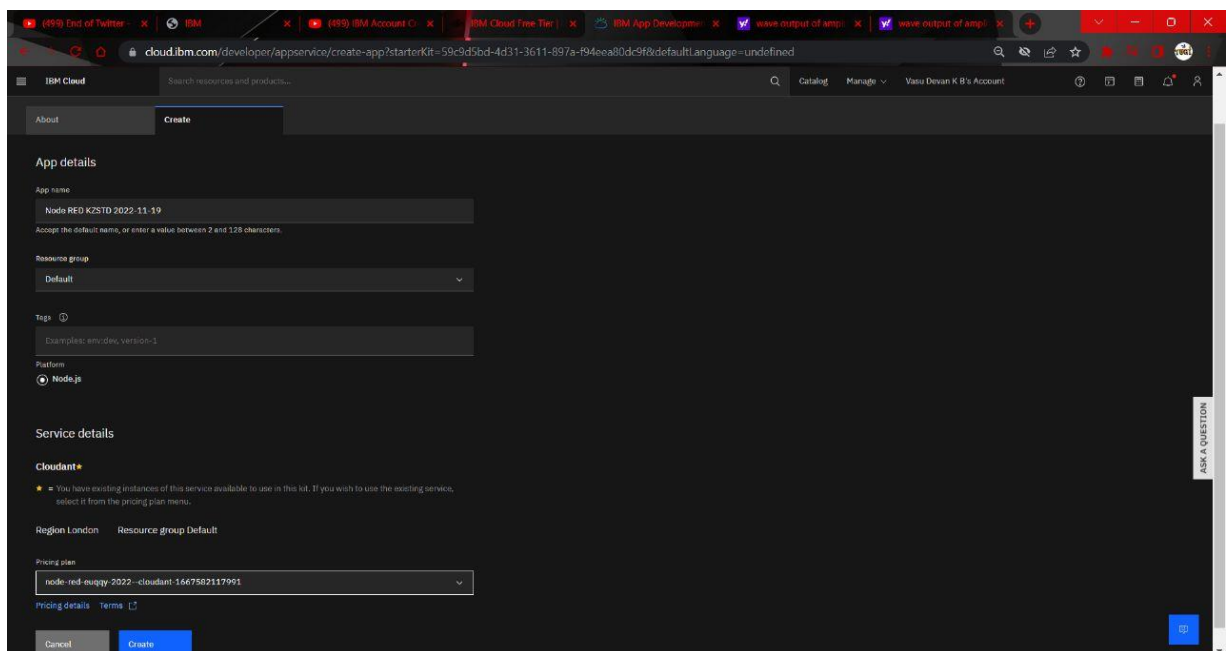 (499) End of Twitter -
IBM
(499) IBM Account Cr
IBM Cloud Free Tier |
IBM App Developmen
wave output of ampli
wave output of ampli
cloud.ibm.com/developer/appservice/create-app?starterKit=59c9d5bd-4d31-3611-897a-f94eea80dc9f&defaultLanguage=undefined
IBM Cloud
Search resources and products...
Catalog
Manage
Vasu Devan K B's Account
About
Create
App details
App name
Node RED KZSTD 2022-11-19
Accept the default name, or enter a value between 2 and 128 characters.
Resource group
Default
Tags
Examples: env:dev, version-1
Platform
Node.js
Service details
Cloudant★
★ = You have existing instances of this service available to use in this kit. If you wish to use the existing service,
select it from the pricing plan menu.
Region London Resource group Default
Pricing plan
node-red-euqqy-2022--cloudant-1667582117991
Pricing details Terms
Cancel
Create
ASK A QUESTION